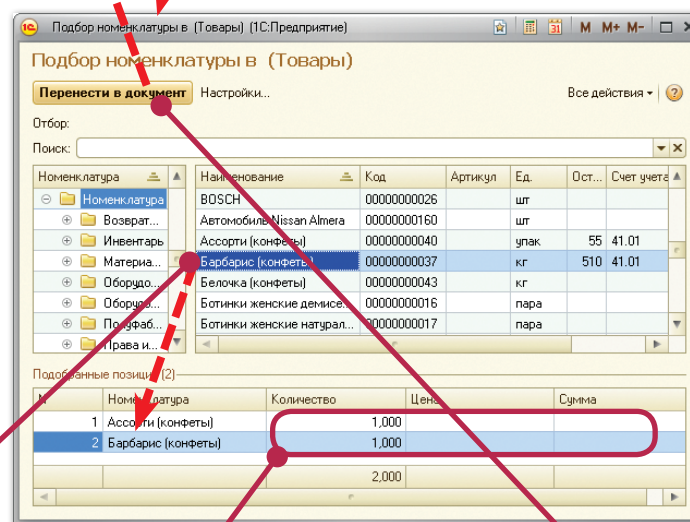 Подбор номенклатуры в (Товары) (1С:Предприятие) 31 M M+ M-
Подбор номенклатуры в (Товары)
Перенести в документ Настройки... Все действия ?
Отбор:
Поиск:
Номенклатура Наименование Код Артикул Ед. Ост... Счет учета
Номенклатура BOSCH 00000000026 шт
Возврат... Автомобиль Nissan Almera 00000000160 шт
Инвентарь Ассорти (конфеты) 00000000040 упак 55 41.01
Материа... Барбарис (конфеты) 00000000037 кг 510 41.01
Оборудо... Белочка (конфеты) 00000000043 кг
Оборудо... Ботинки женские демисе... 00000000016 пара
Полуфаб... Ботинки женские натурал... 00000000017 пара
Права и...
Подобранные позиции (2)
N Номенклатура Количество Цена Сумма
1 Ассорти (конфеты) 1,000
2 Барбарис (конфеты) 1,000
2,000